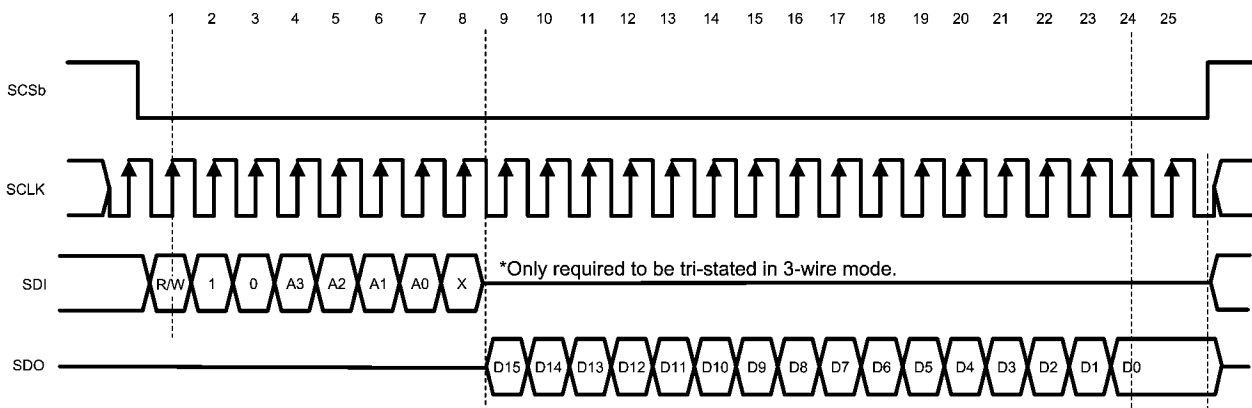 1 2 3 4 5 6 7 8 9 10 11 12 13 14 15 16 17 18 19 20 21 22 23 24 25
SCSb
SCLK
SDI R/W 1 0 A3 A2 A1 A0 X *Only required to be tri-stated in 3-wire mode.
SDO D15 D14 D13 D12 D11 D10 D9 D8 D7 D6 D5 D4 D3 D2 D1 D0